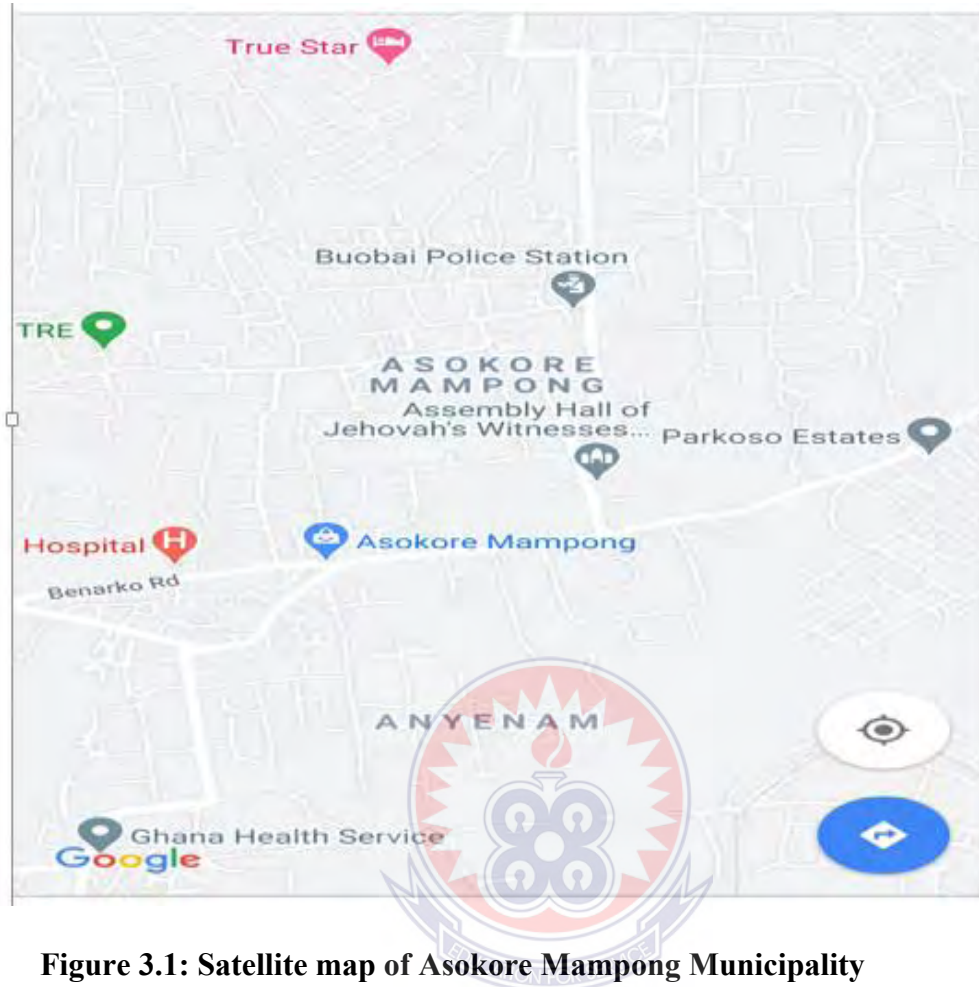 True Star
Buobai Police Station
TRE
ASOKORE
MAMPONG
Assembly Hall of
Jehovah's Witnesses...
Parkoso Estates
Hospital
H
Asokore Mampong
Benarko Rd
ANYENAM
Ghana Health Service
Google
Figure 3.1: Satellite map of Asokore Mampong Municipality